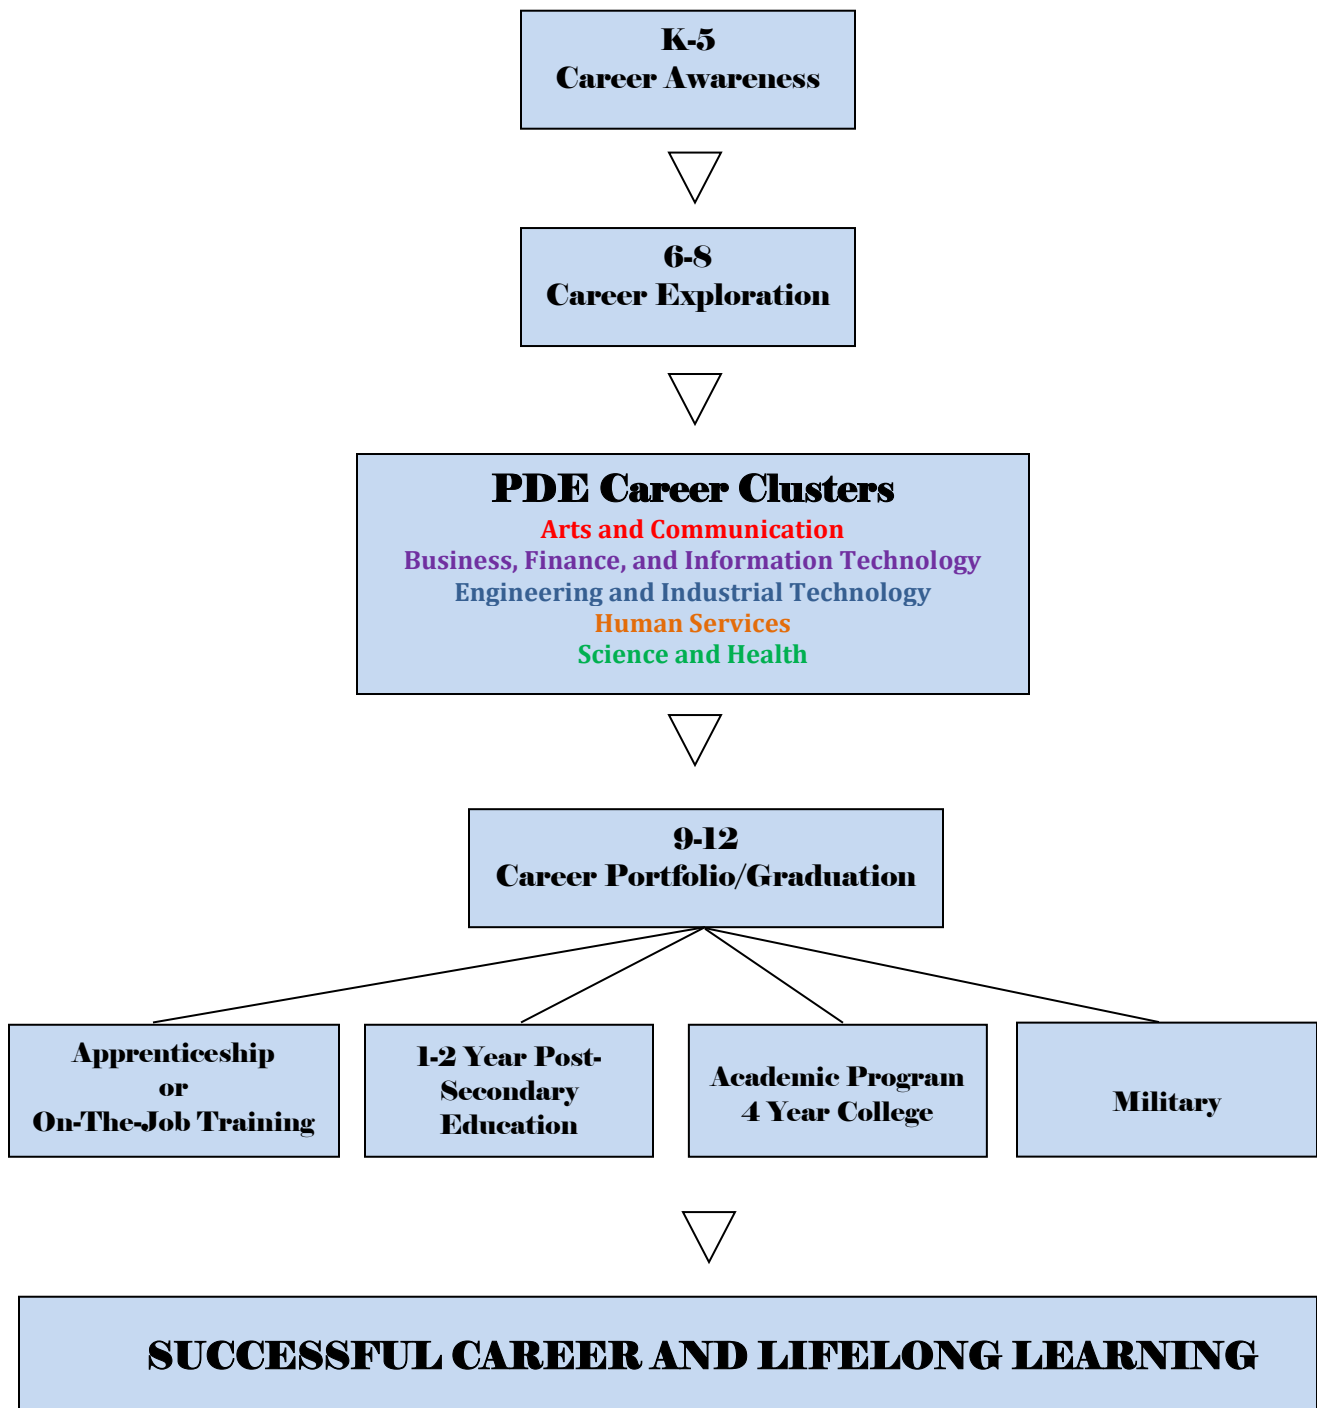 K-5
Career Awareness
6-8
Career Exploration
PDE Career Clusters
Arts and Communication
Business, Finance, and Information Technology
Engineering and Industrial Technology
Human Services
Science and Health
9-12
Career Portfolio/Graduation
Apprenticeship
or
On-The-Job Training
1-2 Year Post-
Secondary
Education
Academic Program
4 Year College
Military
SUCCESSFUL CAREER AND LIFELONG LEARNING